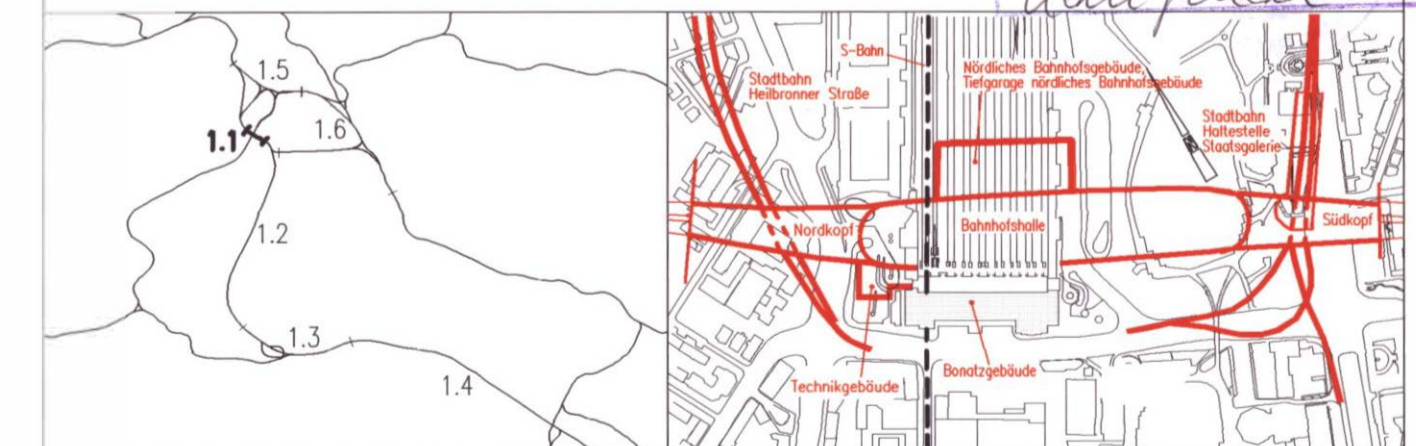 1.5
1.1
1.6
1.2
1.3
1.4
S-Bahn
Stadtbahn
Heilbronner Straße
Nördliches Bahnhofsgebäude,
Tiefgarage nördliches Bahnhofsgebäude
Stadtbahn
Haltestelle
Staatsgalerie
Nordkopf
Bahnhofshalle
Südkopf
Technikgebäude
Bonatzgebäude